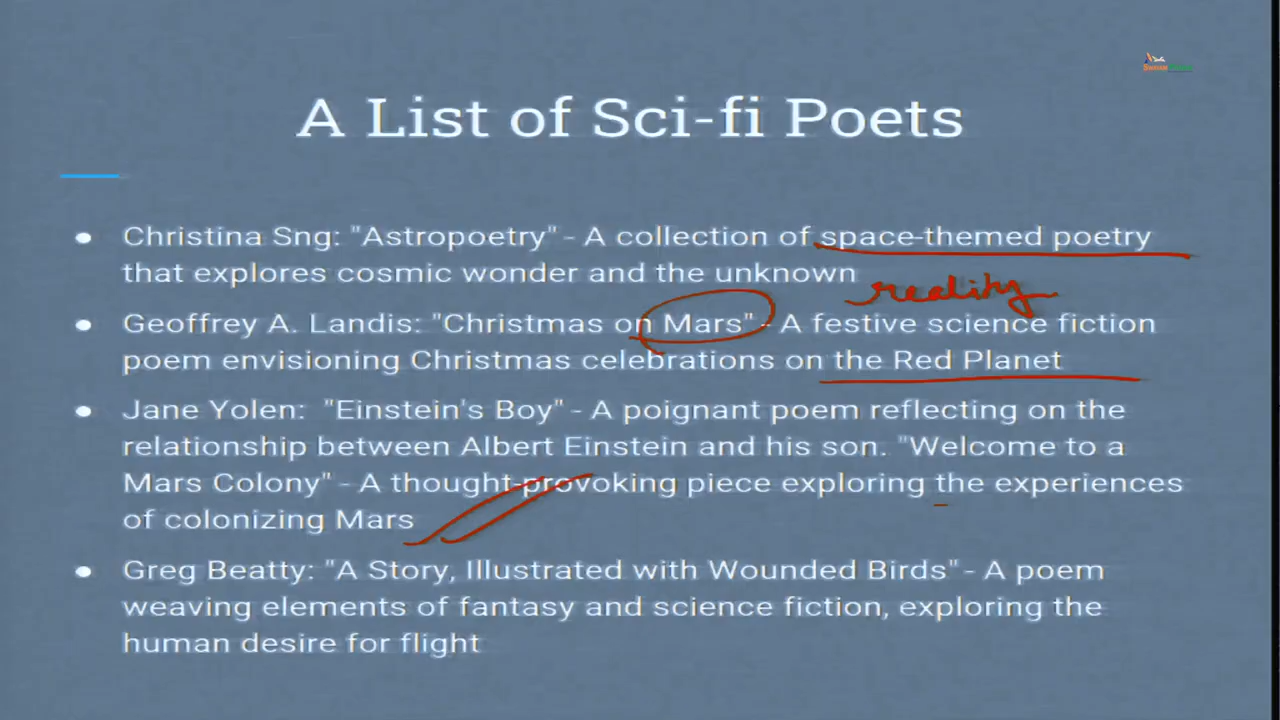 A List of Sci-fi Poets
● Christina Sng: "Astropoetry" - A collection of space-themed poetry
that explores cosmic wonder and the unknown
reality
● Geoffrey A. Landis: "Christmas on Mars" - A festive science fiction
poem envisioning Christmas celebrations on the Red Planet
● Jane Yolen: "Einstein's Boy" - A poignant poem reflecting on the
relationship between Albert Einstein and his son. "Welcome to a
Mars Colony" - A thought-provoking piece exploring the experiences
of colonizing Mars
● Greg Beatty: "A Story, Illustrated with Wounded Birds" - A poem
weaving elements of fantasy and science fiction, exploring the
human desire for flight